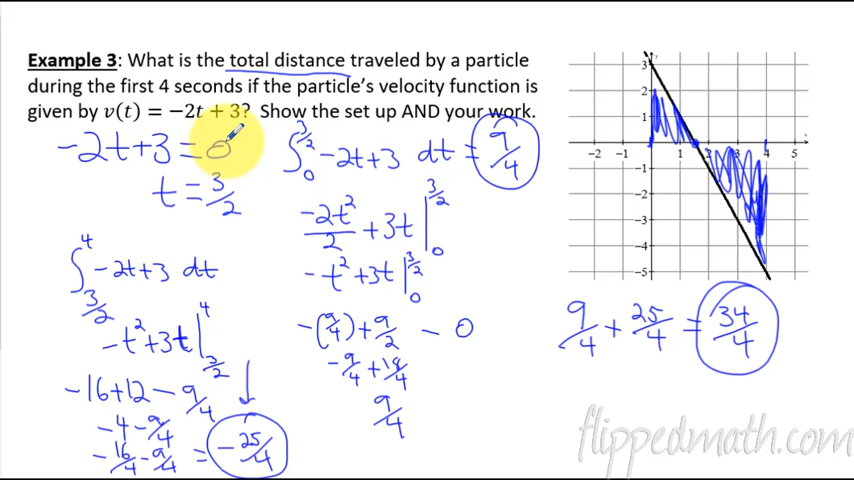 Example 3: What is the total distance traveled by a particle
during the first 4 seconds if the particle's velocity function is
given by v(t) = −2t + 3? Show the set up AND your work.
-2t+3=0
t=3/2
∫_0^{3/2} -2t+3 dt = 9/4
-2t²/2 + 3t |_0^{3/2}
-t²+3t |_0^{3/2}
-(9/4)+9/2 - 0
-9/4+18/4
9/4
∫_{3/2}^4 -2t+3 dt
-t²+3t |_{3/2}^4
-16+12-9/4
-4-9/4
-16/4-9/4 = -25/4
3
2
1
-2 -1 1 2 3 4 5
-1
-2
-3
-4
-5
9/4+25/4=34/4
flippedmath.com